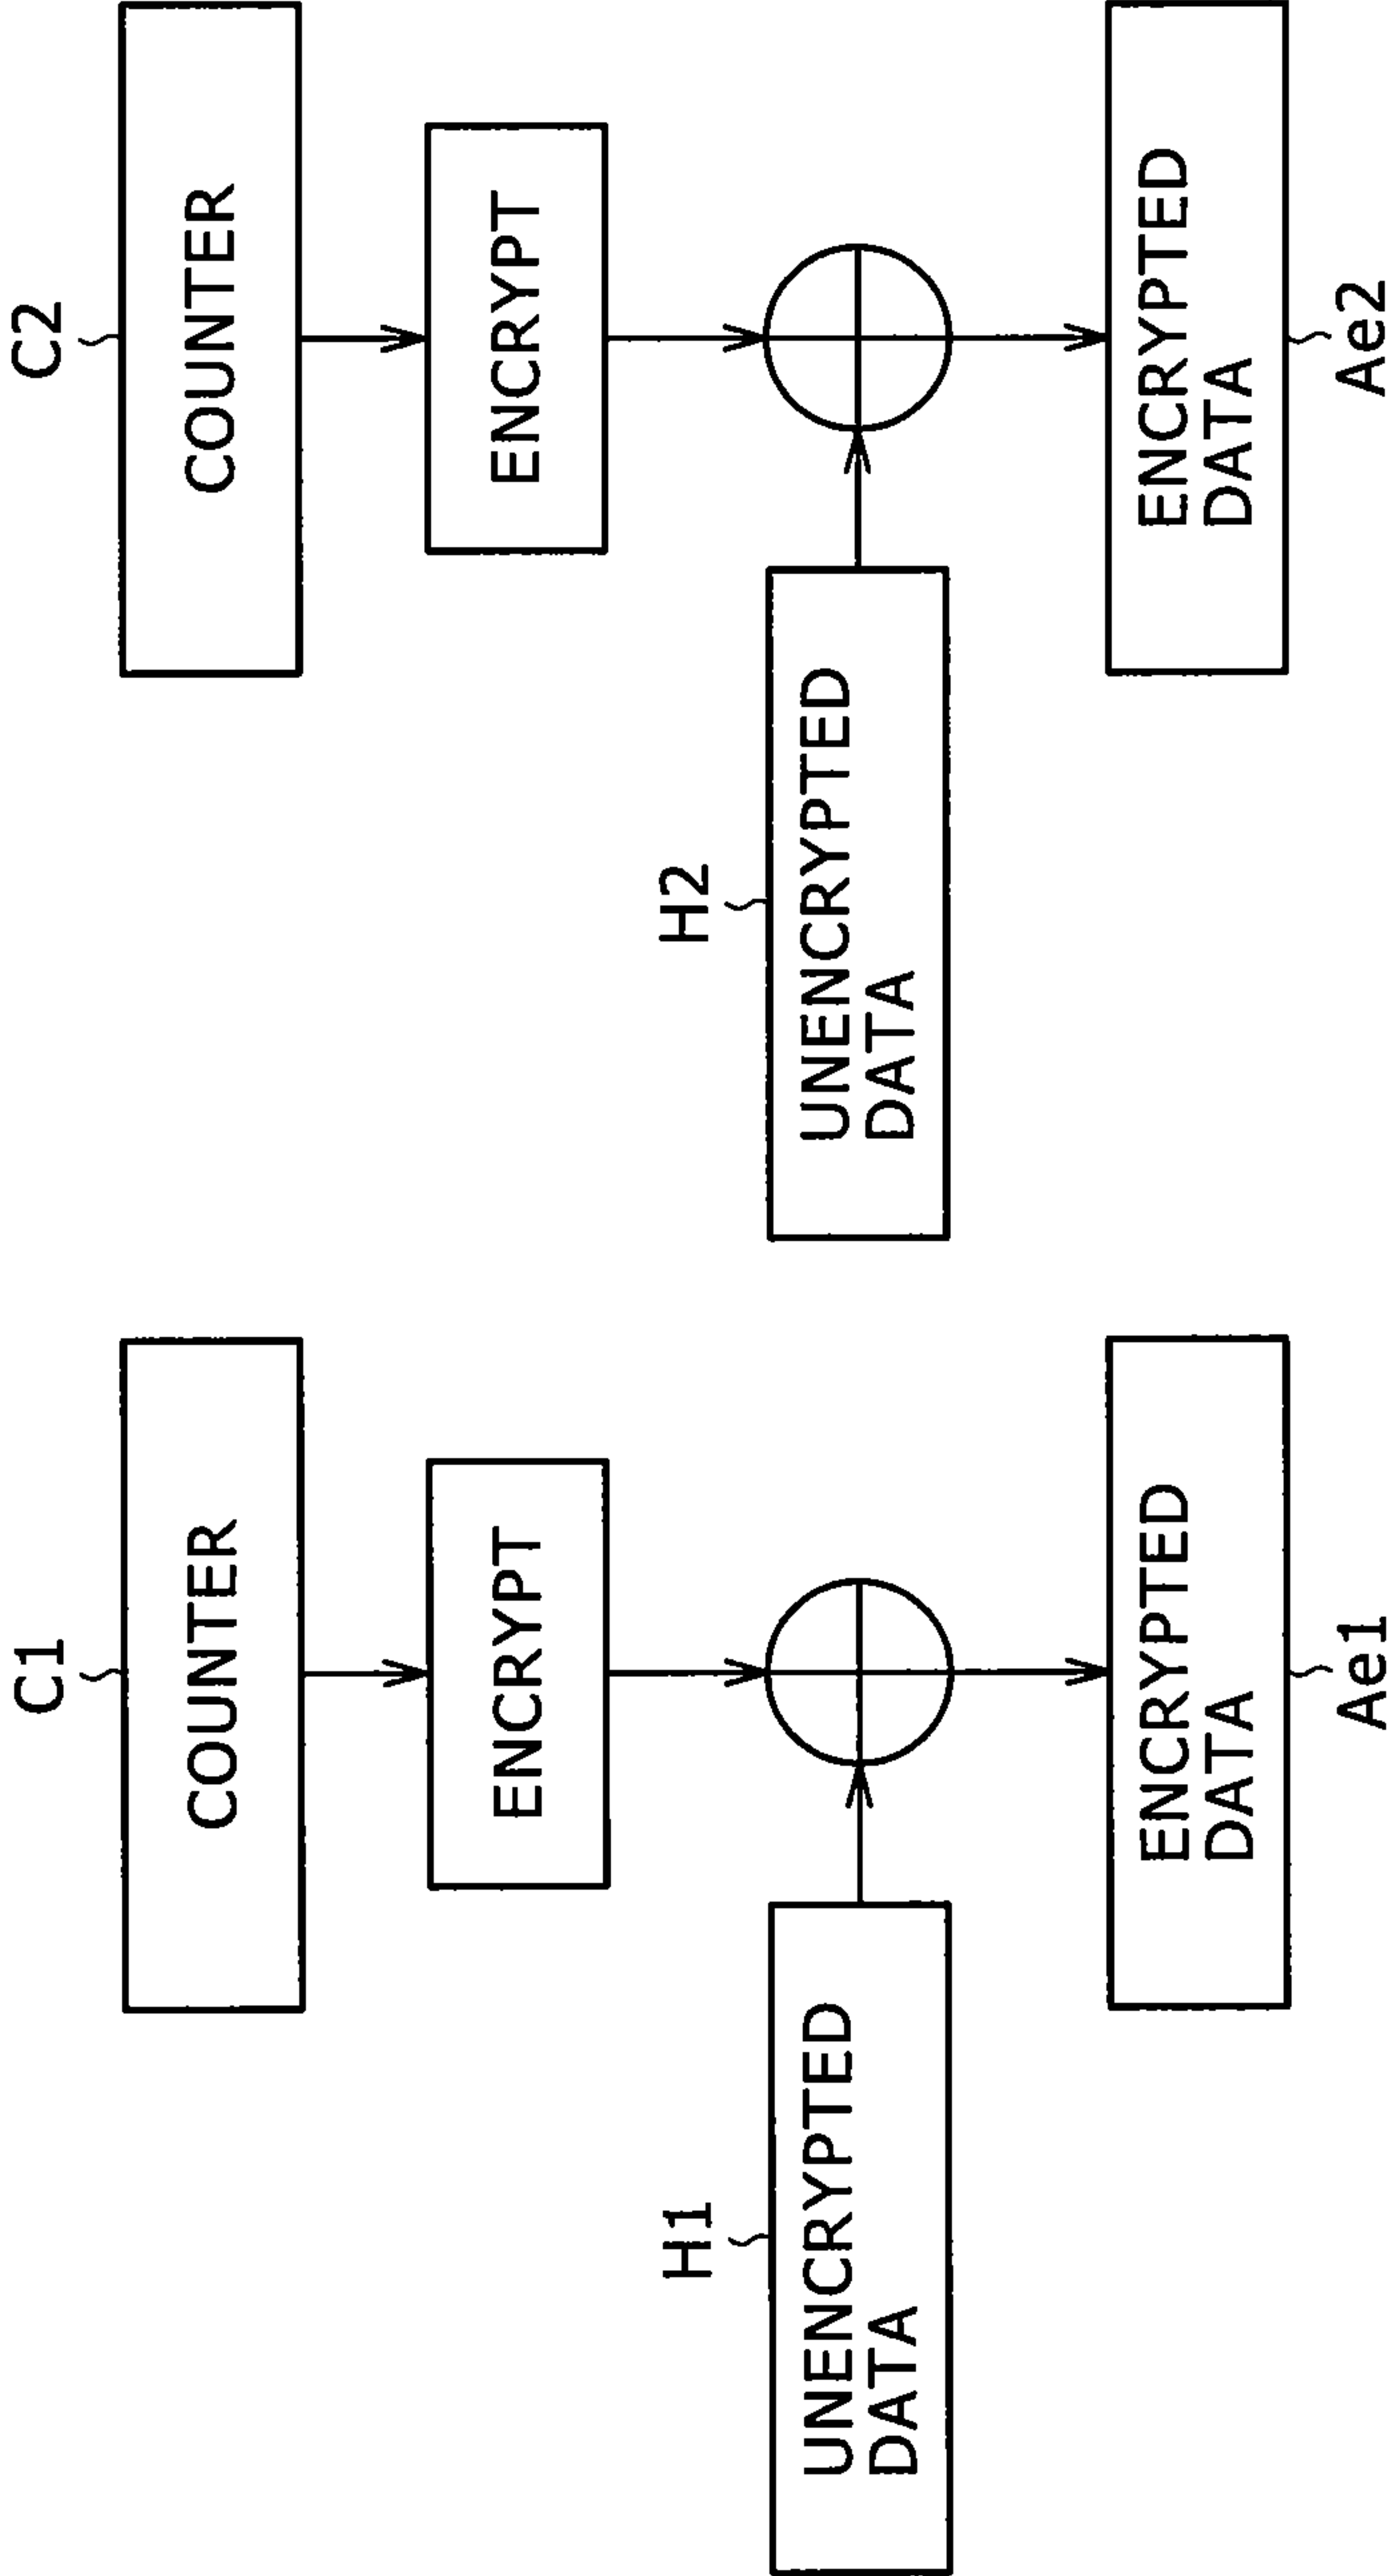 C1
COUNTER
ENCRYPT
H1
UNENCRYPTED
DATA
ENCRYPTED
DATA
Ae1
C2
COUNTER
ENCRYPT
H2
UNENCRYPTED
DATA
ENCRYPTED
DATA
Ae2